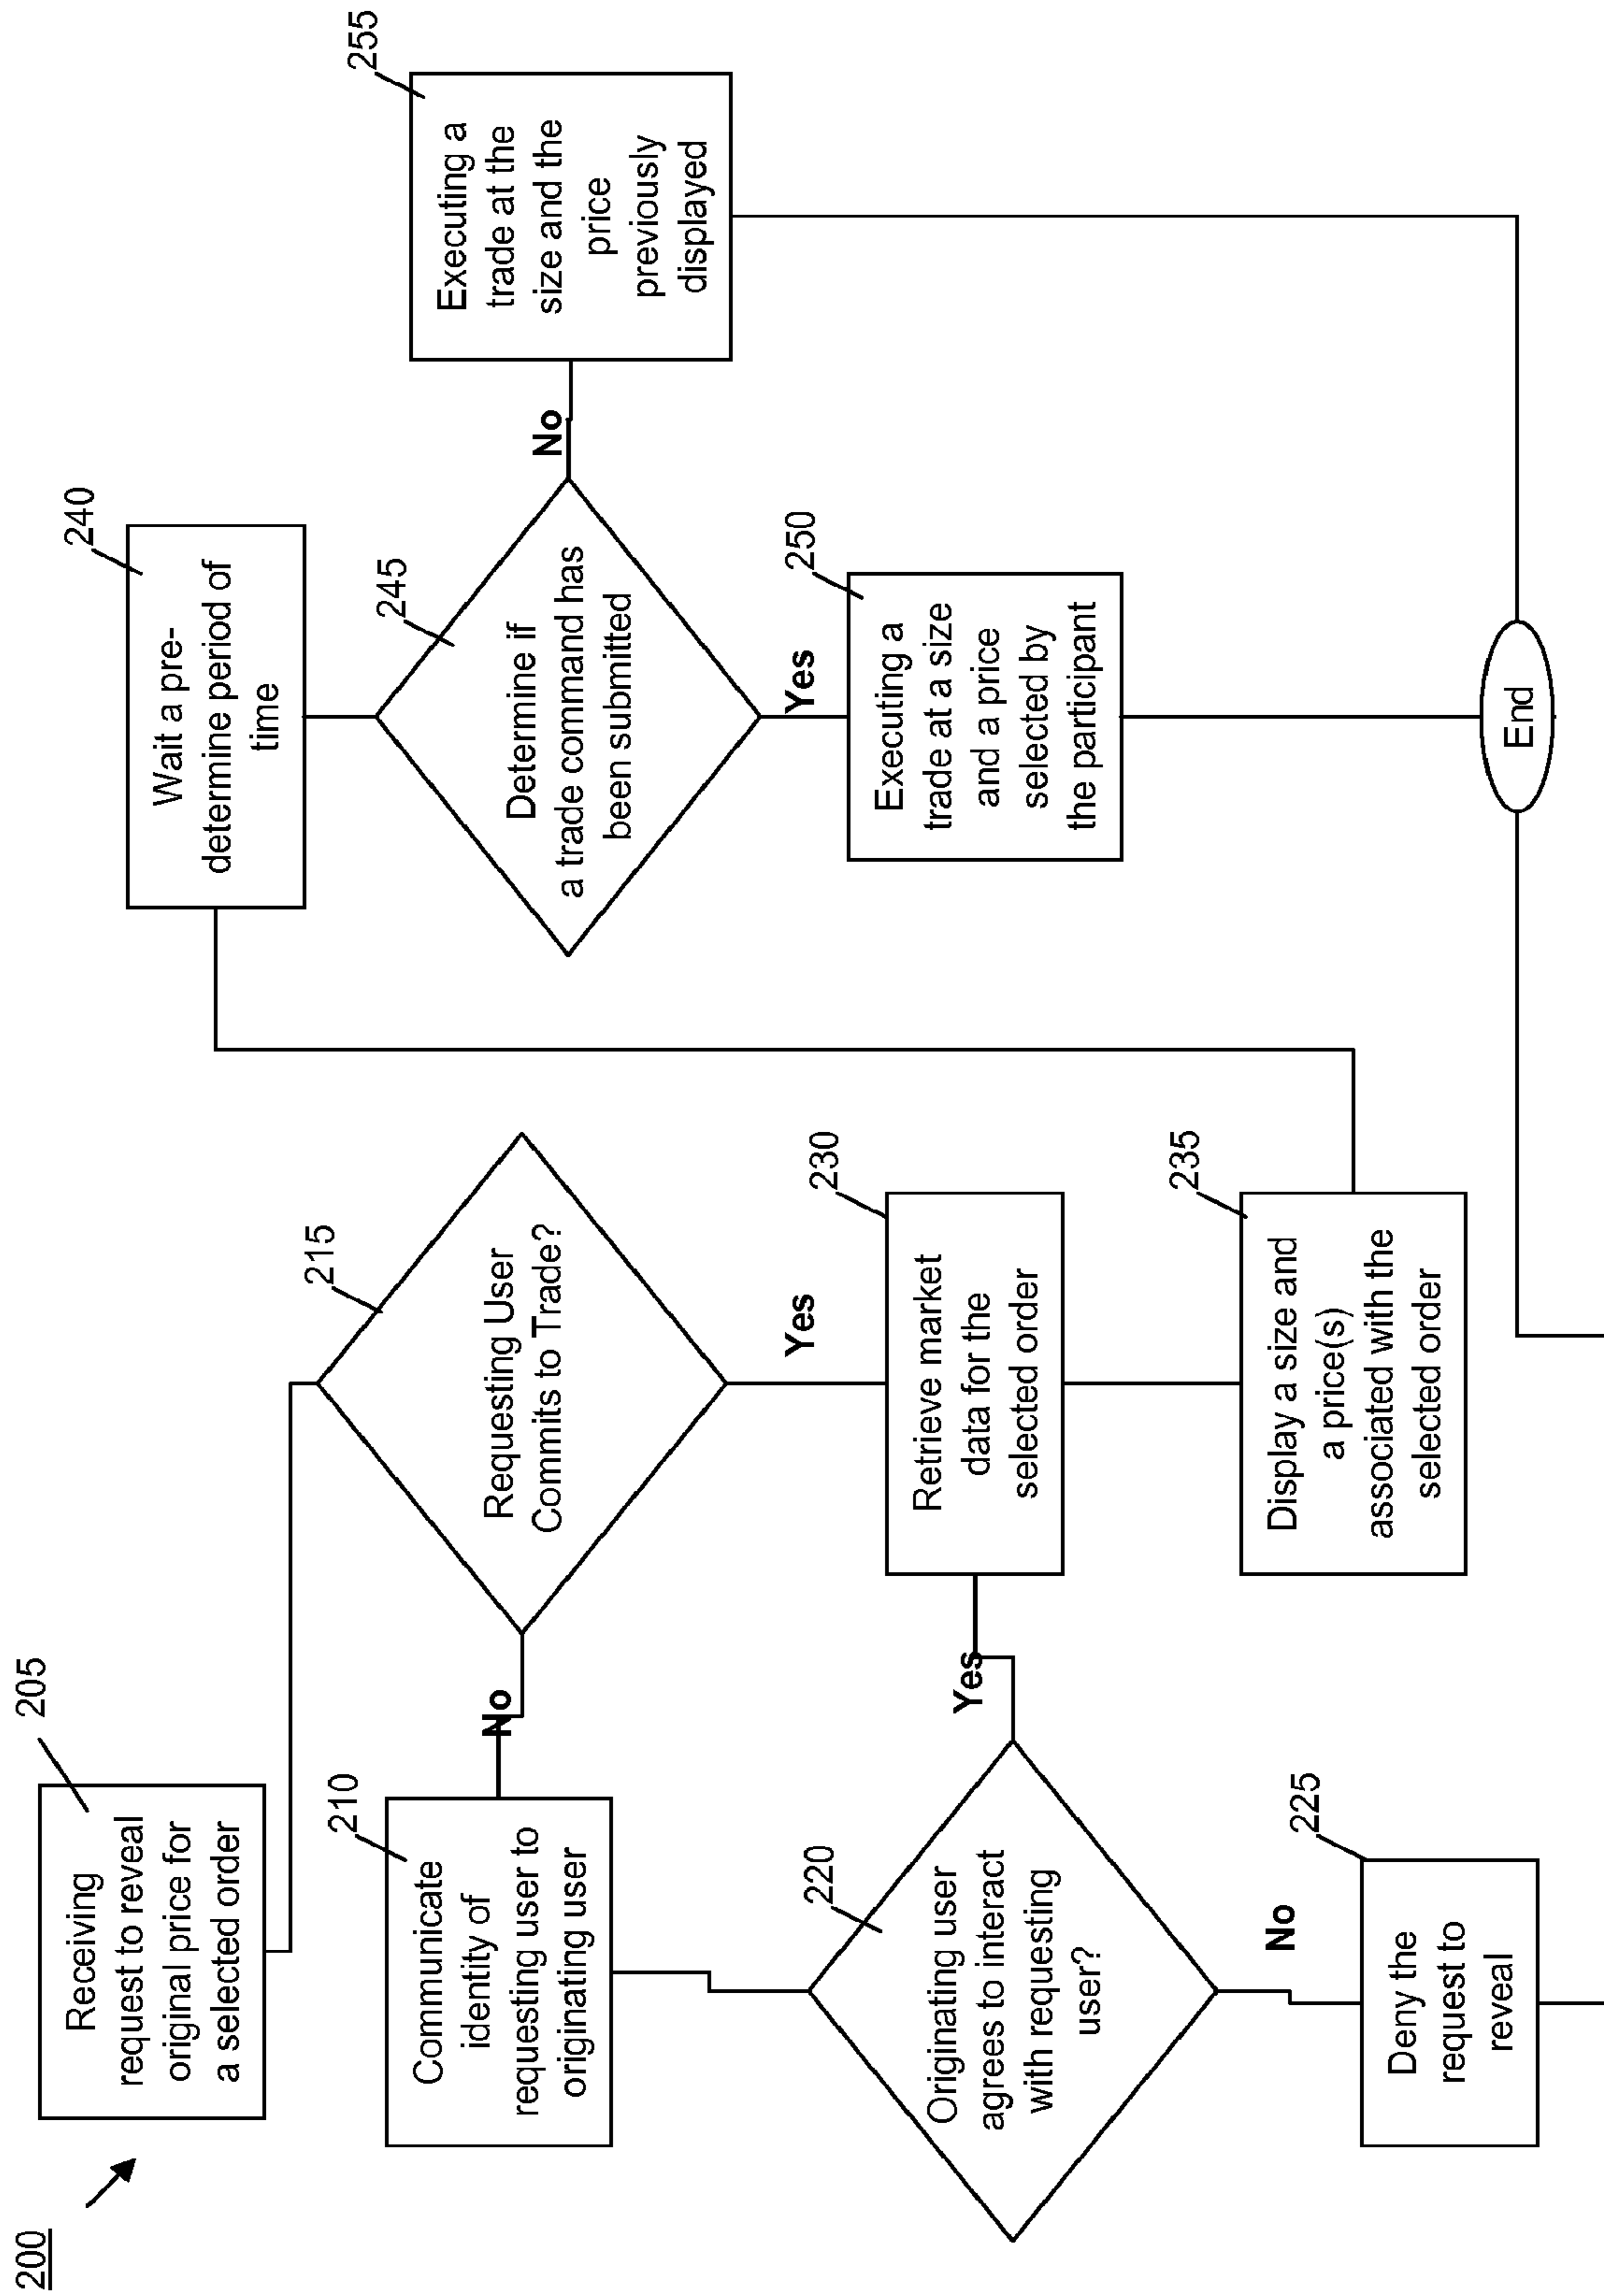 200
205
Receiving
request to reveal
original price for
a selected order
210
Communicate
identity of
requesting user to
originating user
No
215
Requesting User
Commits to Trade?
Yes
220
Originating user
agrees to interact
with requesting
user?
Yes
No
225
Deny the
request to
reveal
230
Retrieve market
data for the
selected order
235
Display a size and
a price(s)
associated with the
selected order
240
Wait a pre-
determine period of
time
245
Determine if
a trade command has
been submitted
No
Yes
250
Executing a
trade at a size
and a price
selected by
the participant
255
Executing a
trade at the
size and the
price
previously
displayed
End